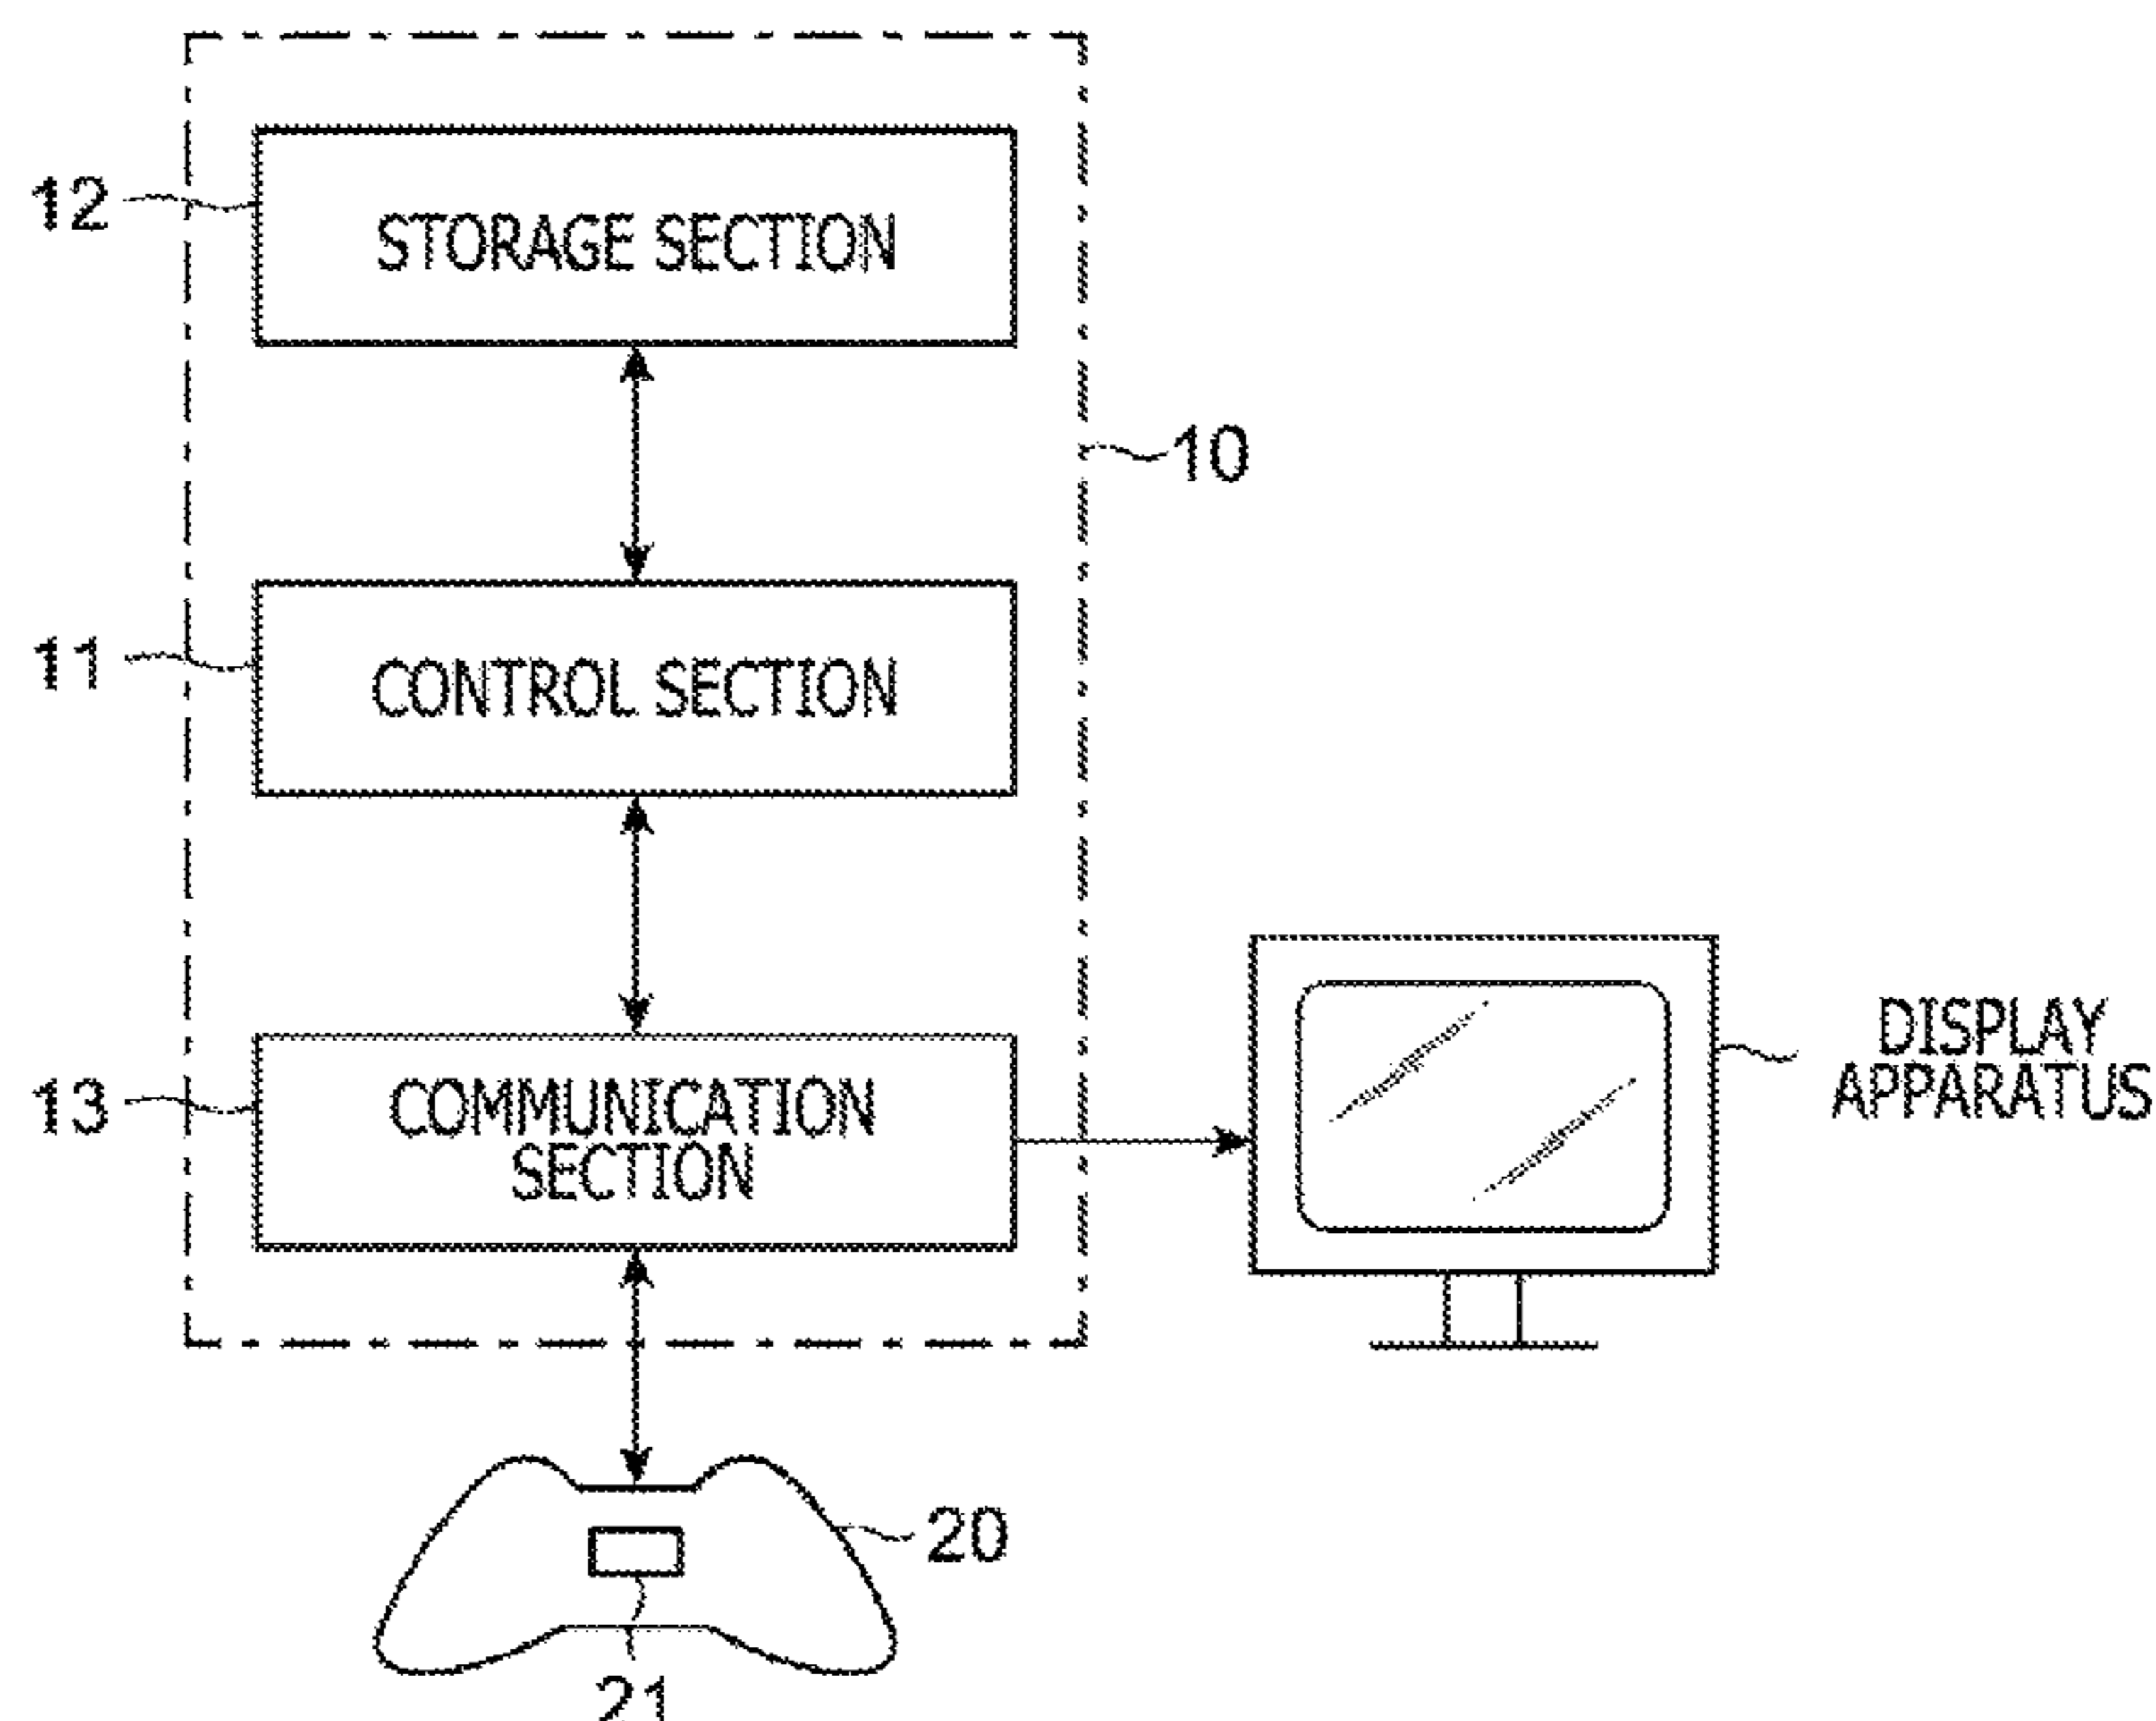 12
STORAGE SECTION
10
11
CONTROL SECTION
13
COMMUNICATION
SECTION
DISPLAY
APPARATUS
20
21